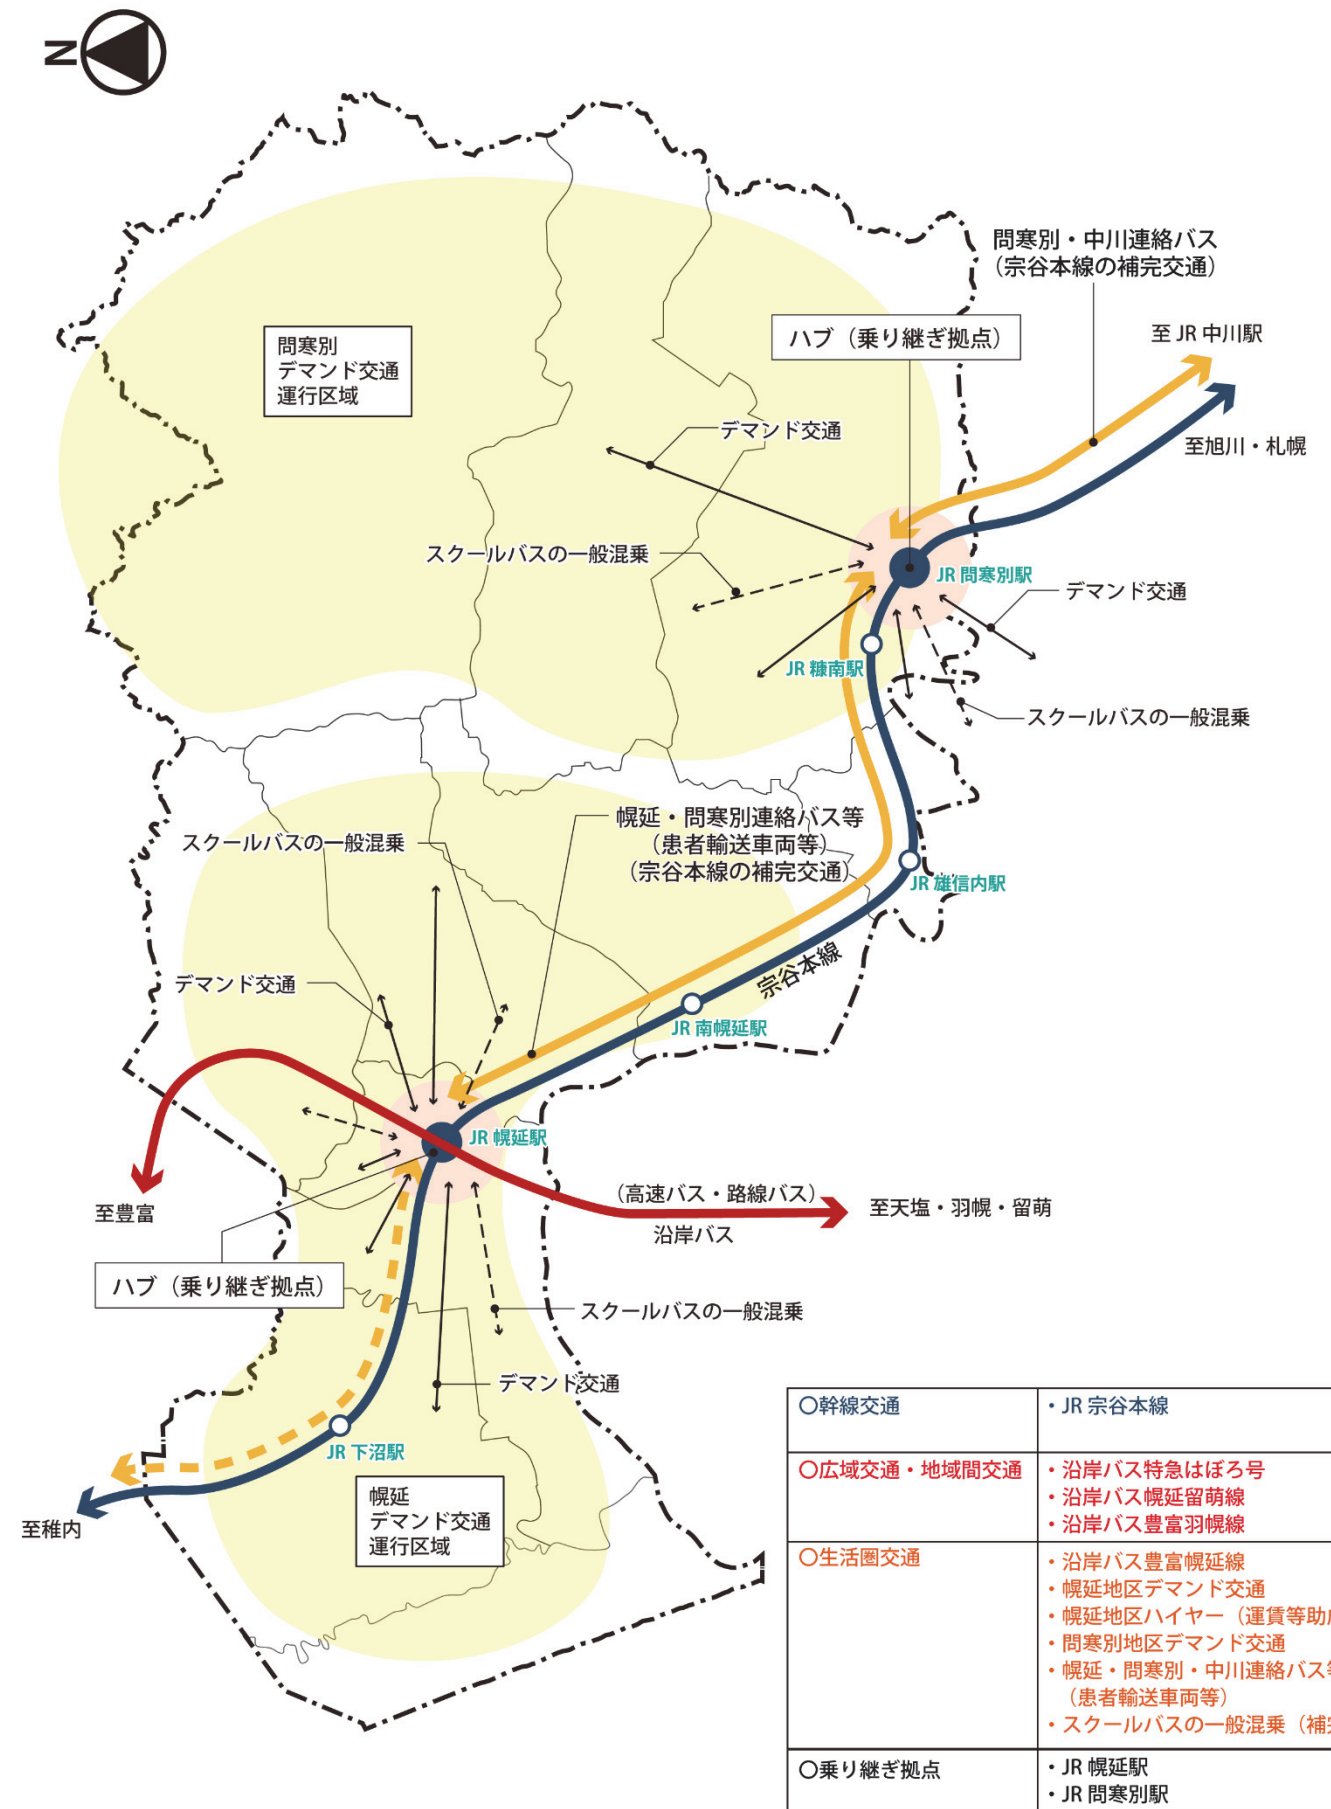 N
問寒別・中川連絡バス
（宗谷本線の補完交通）
至 JR 中川駅
ハブ（乗り継ぎ拠点）
問寒別
デマンド交通
運行区域
デマンド交通
至旭川・札幌
スクールバスの一般混乗
JR 問寒別駅
デマンド交通
JR 糠南駅
スクールバスの一般混乗
幌延・問寒別連絡バス等
（患者輸送車両等）
（宗谷本線の補完交通）
スクールバスの一般混乗
JR 雄信内駅
デマンド交通
宗谷本線
JR 南幌延駅
JR 幌延駅
至豊富
（高速バス・路線バス）
沿岸バス
至天塩・羽幌・留萌
ハブ（乗り継ぎ拠点）
スクールバスの一般混乗
デマンド交通
JR 下沼駅
幌延
デマンド交通
運行区域
至稚内
〇幹線交通
・JR 宗谷本線
〇広域交通・地域間交通
・沿岸バス特急はぼろ号
・沿岸バス幌延留萌線
・沿岸バス豊富羽幌線
〇生活圏交通
・沿岸バス豊富幌延線
・幌延地区デマンド交通
・幌延地区ハイヤー（運賃等助
・問寒別地区デマンド交通
・幌延・問寒別・中川連絡バス
（患者輸送車両等）
・スクールバスの一般混乗（補
〇乗り継ぎ拠点
・JR 幌延駅
・JR 問寒別駅